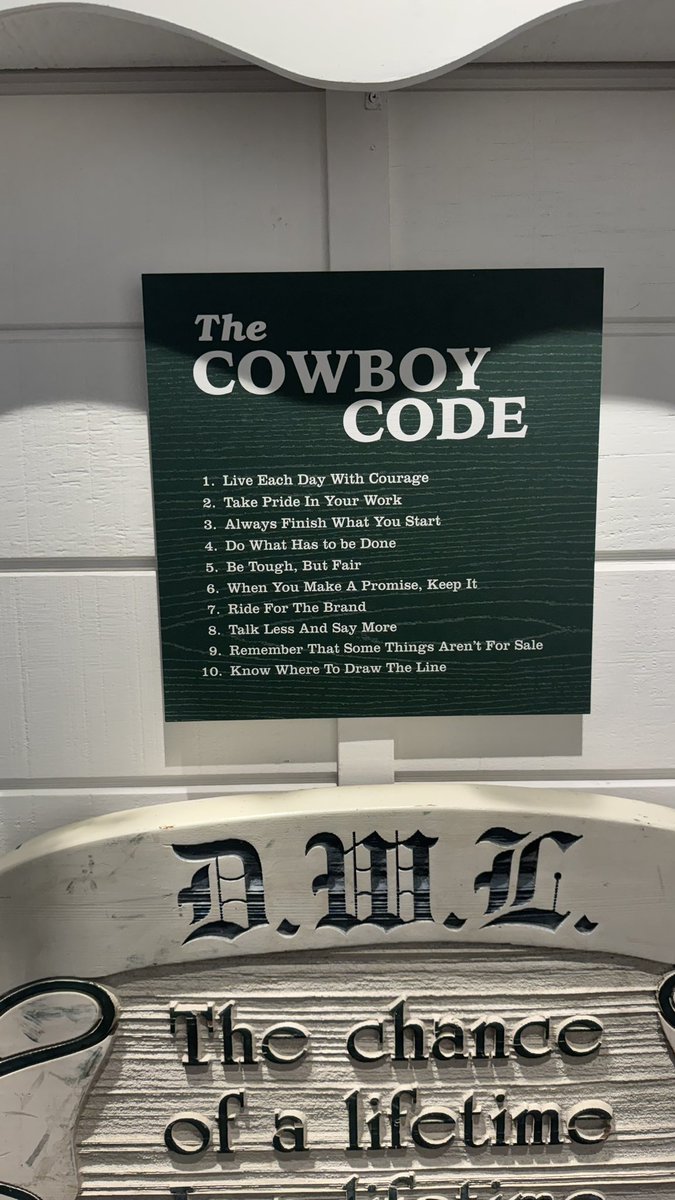 The
COWBOY
CODE
1. Live Each Day With Courage
2. Take Pride In Your Work
3. Always Finish What You Start
4. Do What Has to be Done
5. Be Tough, But Fair
6. When You Make A Promise, Keep It
7. Ride For The Brand
8. Talk Less And Say More
9. Remember That Some Things Aren't For Sale
10. Know Where To Draw The Line
D.W.L.
The chance
of a lifetime
lifetime